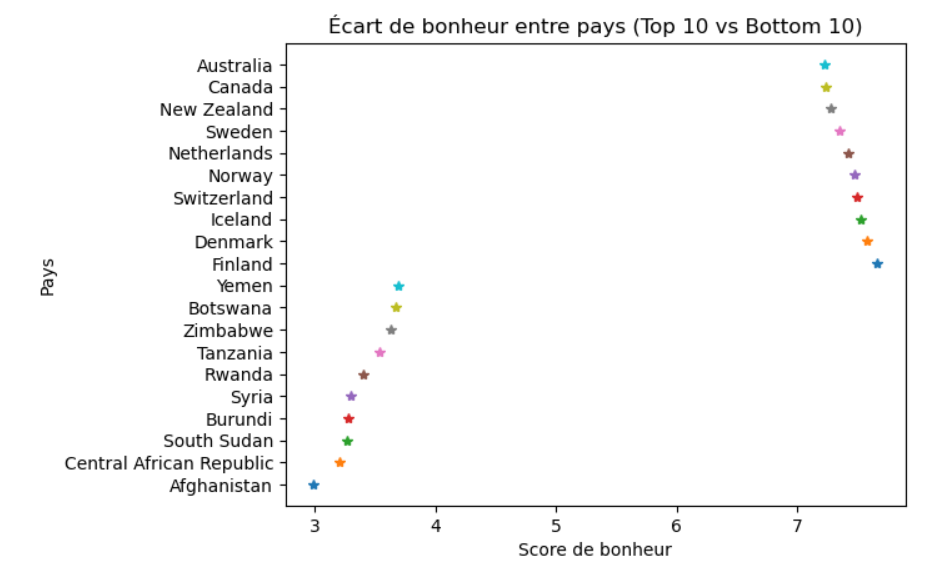 Écart de bonheur entre pays (Top 10 vs Bottom 10)
Australia
Canada
New Zealand
Sweden
Netherlands
Norway
Switzerland
Iceland
Denmark
Finland
Yemen
Botswana
Zimbabwe
Tanzania
Rwanda
Syria
Burundi
South Sudan
Central African Republic
Afghanistan
Pays
3 4 5 6 7
Score de bonheur